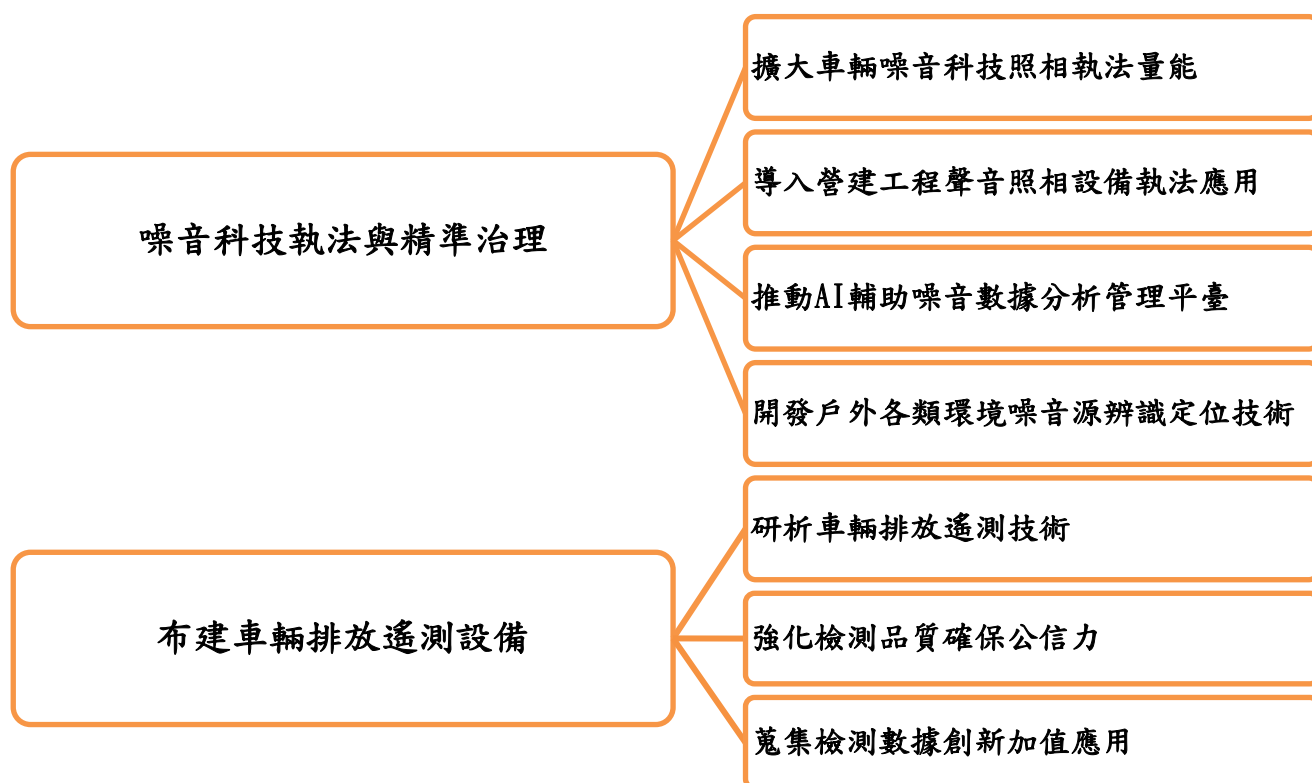 噪音科技執法與精準治理
擴大車輛噪音科技照相執法量能
導入營建工程聲音照相設備執法應用
推動AI輔助噪音數據分析管理平臺
開發戶外各類環境噪音源辨識定位技術
布建車輛排放遙測設備
研析車輛排放遙測技術
強化檢測品質確保公信力
蒐集檢測數據創新加值應用